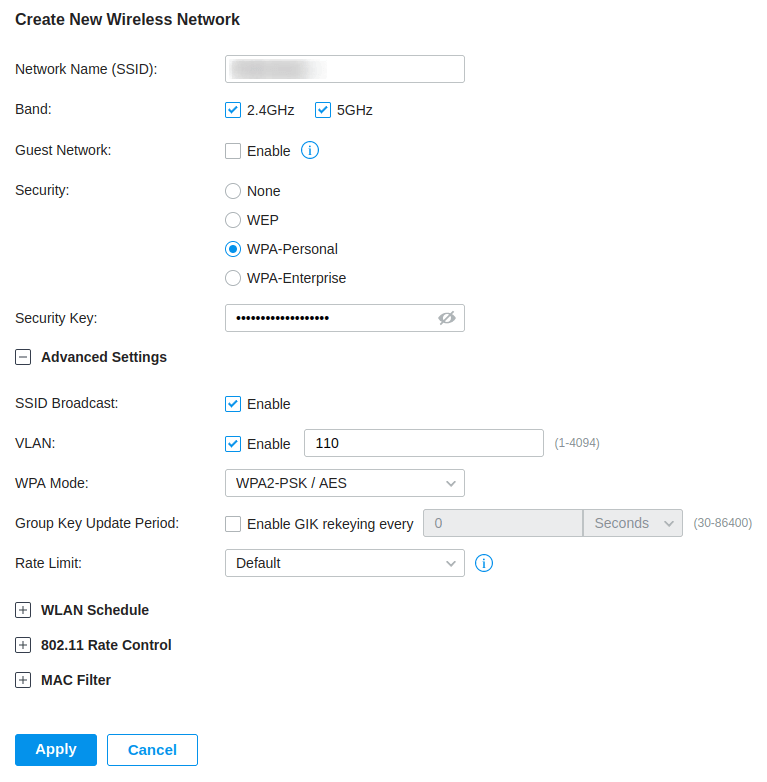 Create New Wireless Network
Network Name (SSID):
Band: 2.4GHz 5GHz
Guest Network: Enable i
Security: None
WEP
WPA-Personal
WPA-Enterprise
Security Key: •••••••••••••••••••
Advanced Settings
SSID Broadcast: Enable
VLAN: Enable 110 (1-4094)
WPA Mode: WPA2-PSK / AES
Group Key Update Period: Enable GIK rekeying every 0 Seconds (30-86400)
Rate Limit: Default i
WLAN Schedule
802.11 Rate Control
MAC Filter
Apply Cancel